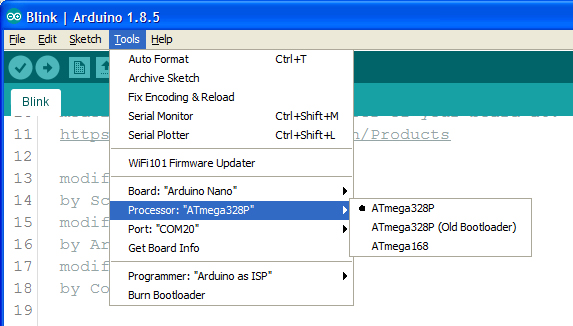 Blink | Arduino 1.8.5
File Edit Sketch Tools Help
Blink
Auto Format Ctrl+T
Archive Sketch
Fix Encoding & Reload
Serial Monitor Ctrl+Shift+M
Serial Plotter Ctrl+Shift+L
WiFi101 Firmware Updater
Board: "Arduino Nano"
Processor: "ATmega328P"
Port: "COM20"
Get Board Info
Programmer: "Arduino as ISP"
Burn Bootloader
ATmega328P
ATmega328P (Old Bootloader)
ATmega168
10
11 https /Products
12
13 modif
14 by
15 modif
16 by
17 modif
18 by
19